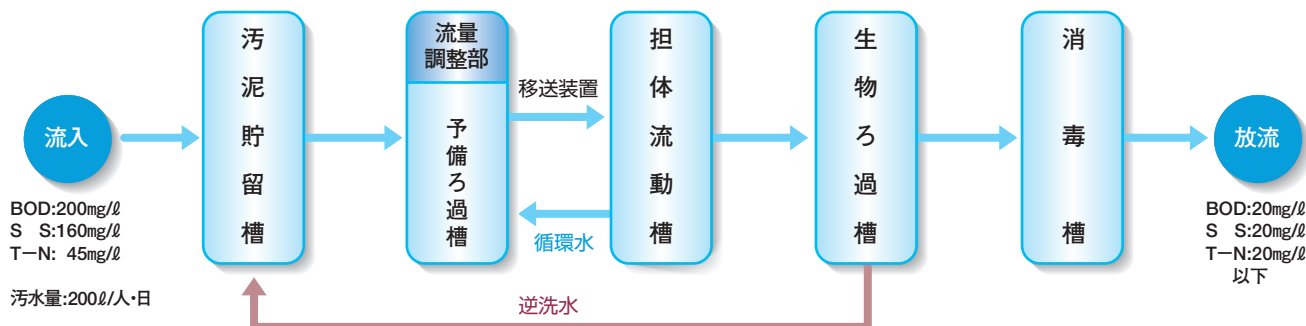 流入
BOD:200mg/ℓ
S S:160mg/ℓ
T−N: 45mg/ℓ
汚水量:200ℓ/人・日
汚泥貯留槽
流量
調整部
予備ろ過槽
移送装置
循環水
担体流動槽
生物ろ過槽
消毒槽
放流
BOD:20mg/ℓ
S S:20mg/ℓ
T−N:20mg/ℓ
以下
逆洗水